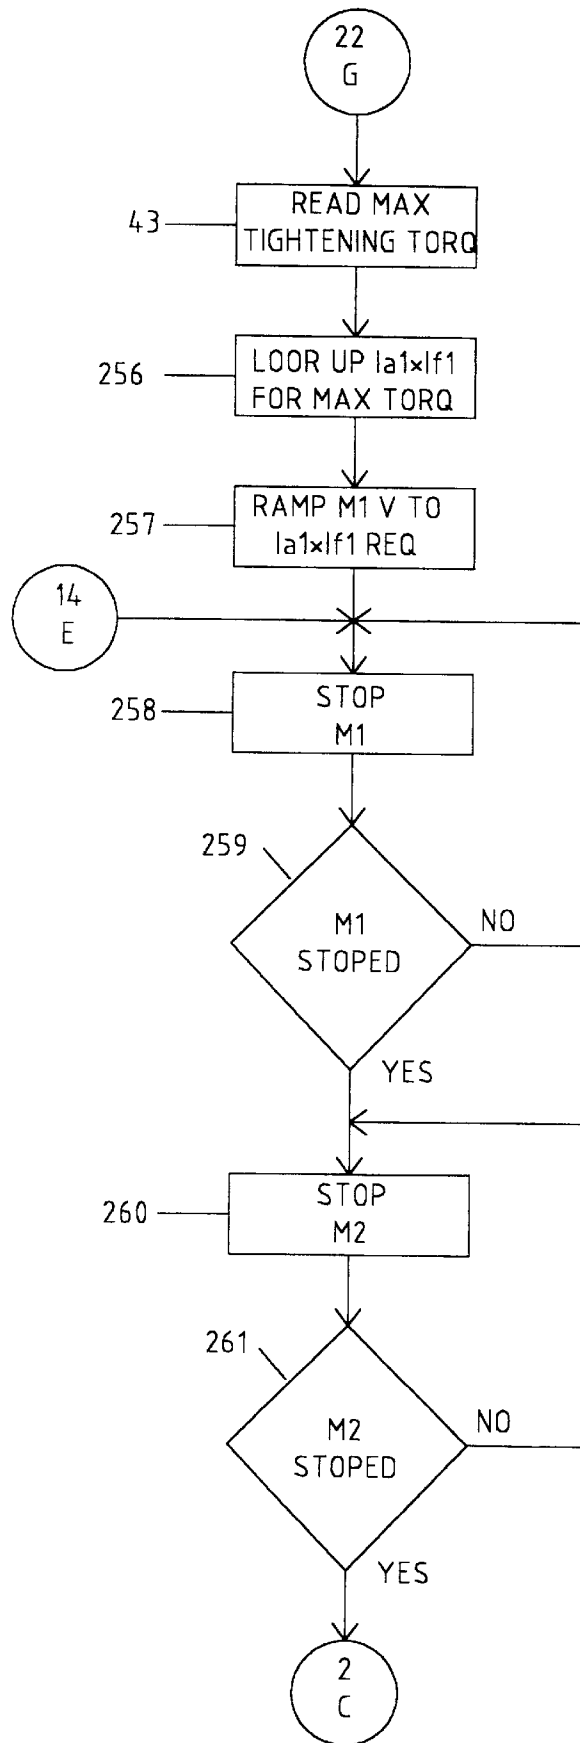 22
G
43
READ MAX
TIGHTENING TORQ
256
LOOR UP Ia1×If1
FOR MAX TORQ
257
RAMP M1 V TO
Ia1×If1 REQ
14
E
258
STOP
M1
259
M1
STOPED
NO
YES
260
STOP
M2
261
M2
STOPED
NO
YES
2
C